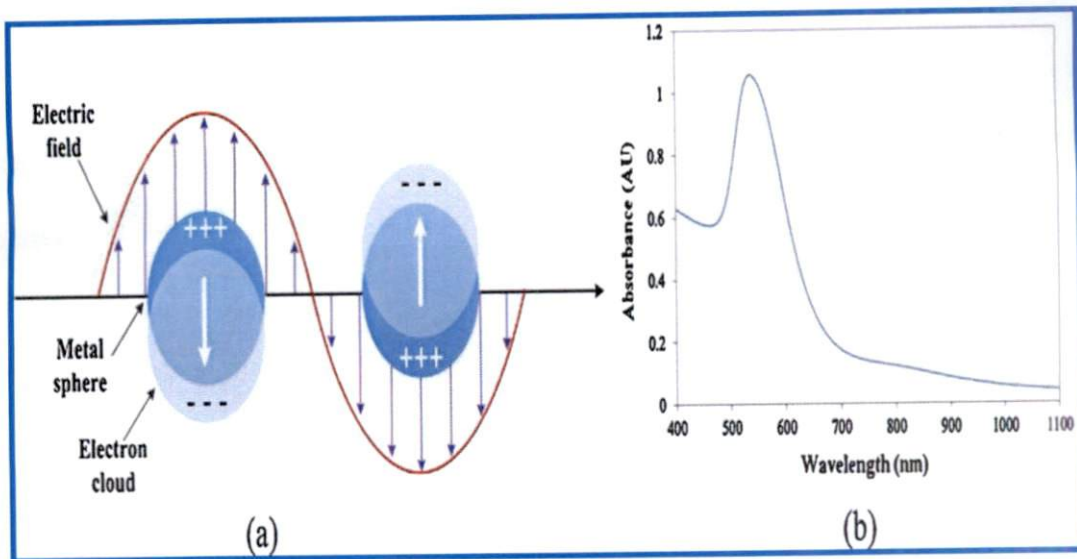 Electric
field
+++
- - -
Metal
sphere
- - -
Electron
cloud
+++
(a)
Absorbance (AU)
1.2
1
0.8
0.6
0.4
0.2
0
400
500
600
700
800
900
1000
1100
Wavelength (nm)
(b)